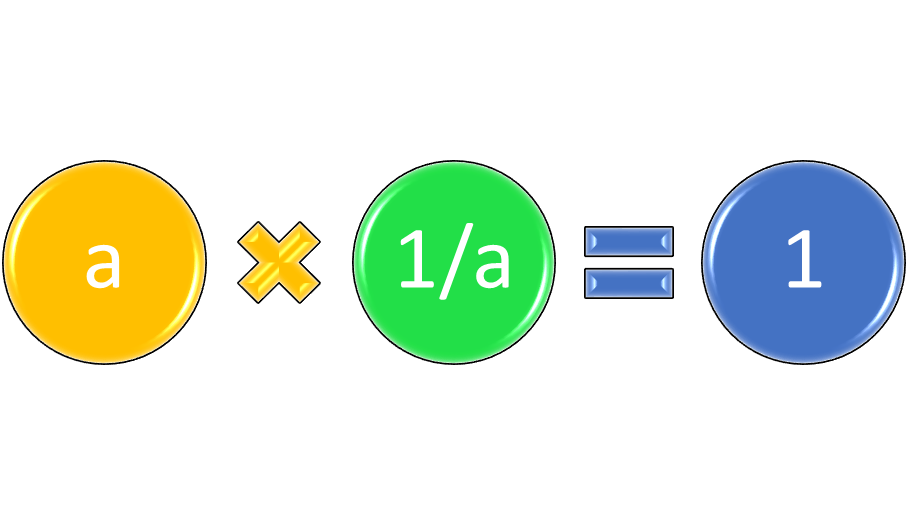 a × 1/a = 1